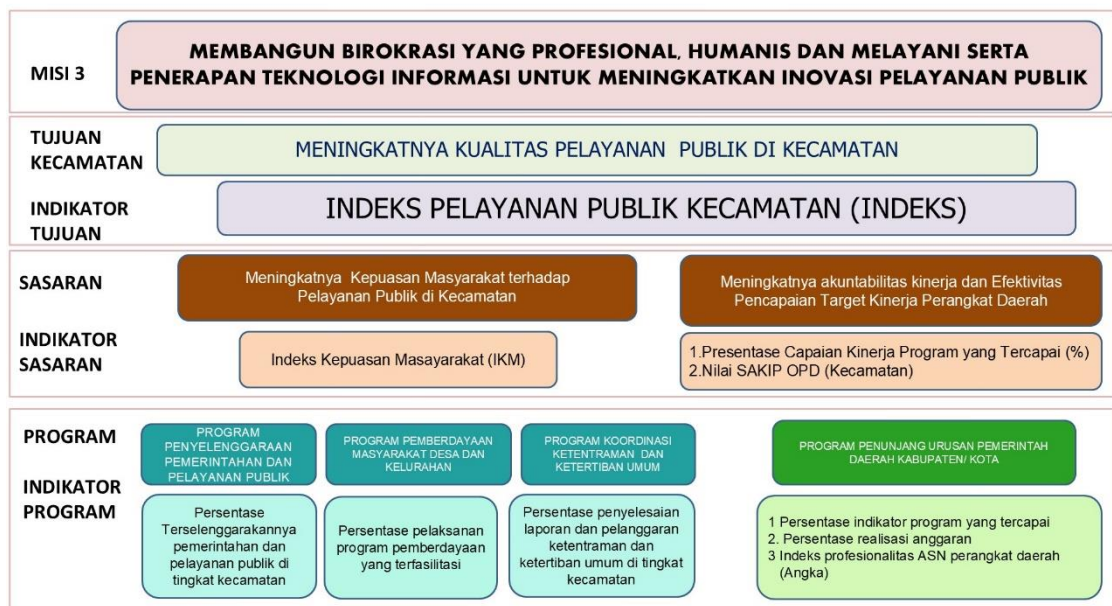 MISI 3
MEMBANGUN BIROKRASI YANG PROFESIONAL, HUMANIS DAN MELAYANI SERTA
PENERAPAN TEKNOLOGI INFORMASI UNTUK MENINGKATKAN INOVASI PELAYANAN PUBLIK
TUJUAN
KECAMATAN
MENINGKATNYA KUALITAS PELAYANAN PUBLIK DI KECAMATAN
INDIKATOR
TUJUAN
INDEKS PELAYANAN PUBLIK KECAMATAN (INDEKS)
SASARAN
Meningkatnya Kepuasan Masyarakat terhadap
Pelayanan Publik di Kecamatan
Meningkatnya akuntabilitas kinerja dan Efektivitas
Pencapaian Target Kinerja Perangkat Daerah
INDIKATOR
SASARAN
Indeks Kepuasan Masayarakat (IKM)
1.Presentase Capaian Kinerja Program yang Tercapai (%)
2.Nilai SAKIP OPD (Kecamatan)
PROGRAM
PROGRAM
PENYELENGGARAAN
PEMERINTAHAN DAN
PELAYANAN PUBLIK
PROGRAM PEMBERDAYAAN
MASYARAKAT DESA DAN
KELURAHAN
PROGRAM KOORDINASI
KETENTRAMAN DAN
KETERTIBAN UMUM
PROGRAM PENUNJANG URUSAN PEMERINTAH
DAERAH KABUPATEN/ KOTA
INDIKATOR
PROGRAM
Persentase
Terselenggarakannya
pemerintahan dan
pelayanan publik di
tingkat kecamatan
Persentase pelaksanan
program pemberdayaan
yang terfasilitasi
Persentase penyelesaian
laporan dan pelanggaran
ketentraman dan
ketertiban umum di tingkat
kecamatan
1 Persentase indikator program yang tercapai
2. Persentase realisasi anggaran
3 Indeks profesionalitas ASN perangkat daerah
(Angka)